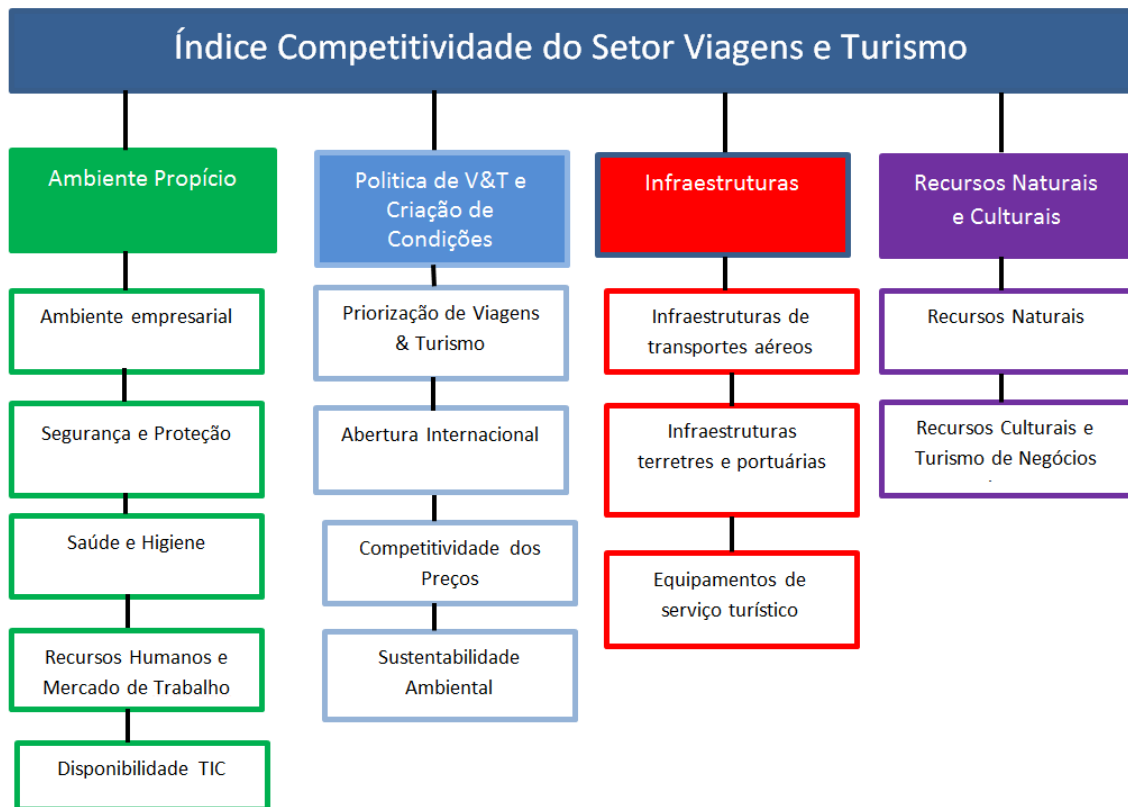 Índice Competitividade do Setor Viagens e Turismo
Ambiente Propício
Politica de V&T e
Criação de
Condições
Infraestruturas
Recursos Naturais
e Culturais
Ambiente empresarial
Segurança e Proteção
Saúde e Higiene
Recursos Humanos e
Mercado de Trabalho
Disponibilidade TIC
Priorização de Viagens
& Turismo
Abertura Internacional
Competitividade dos
Preços
Sustentabilidade
Ambiental
Infraestruturas de
transportes aéreos
Infraestruturas
terretres e portuárias
Equipamentos de
serviço turístico
Recursos Naturais
Recursos Culturais e
Turismo de Negócios